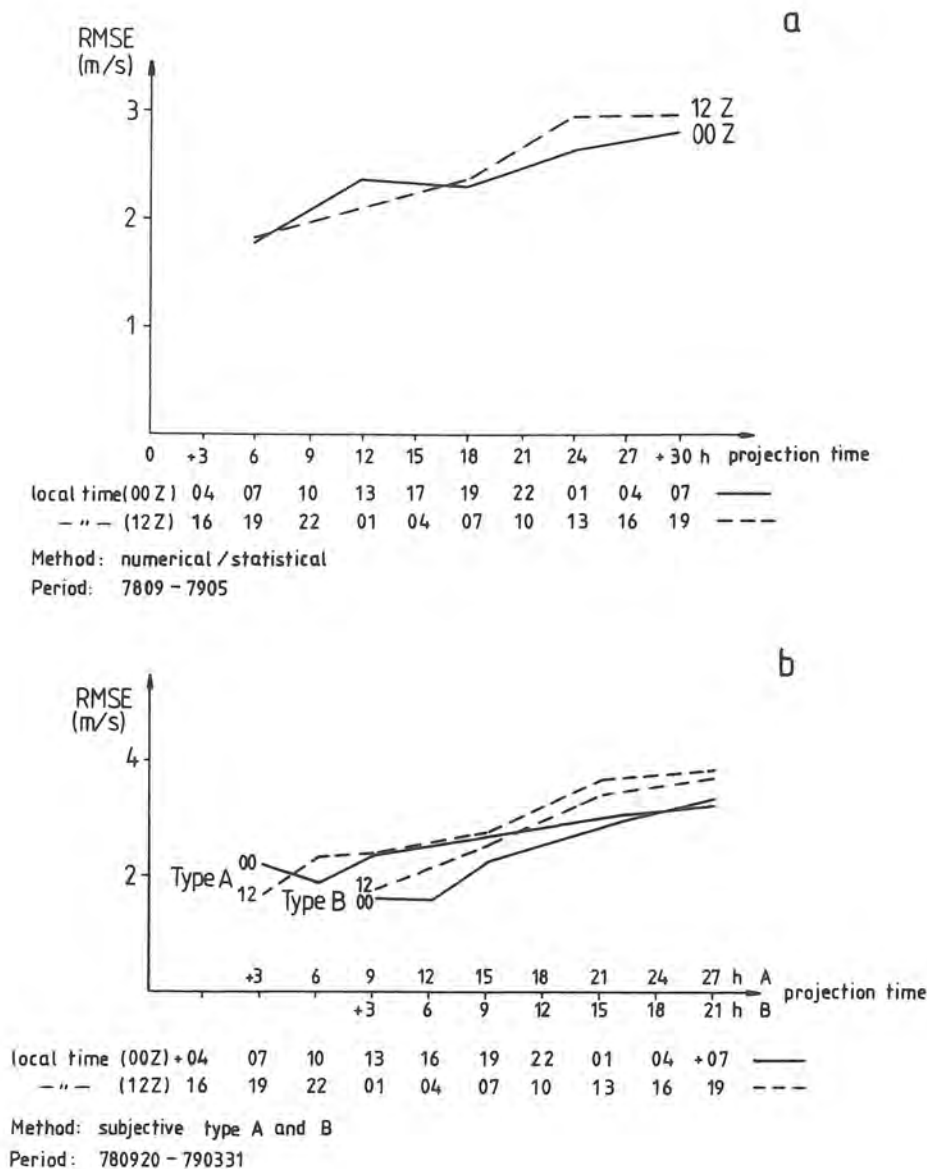 a
RMSE
(m/s)
3
2
1
12 Z
00 Z
0 +3 6 9 12 15 18 21 24 27 +30 h projection time
local time (00 Z) 04 07 10 13 17 19 22 01 04 07
— " — (12Z) 16 19 22 01 04 07 10 13 16 19
Method: numerical / statistical
Period: 7809 – 7905
b
RMSE
(m/s)
4
2
00
Type A
12
12
Type B
00
+3 6 9 12 15 18 21 24 27 h A
projection time
+3 6 9 12 15 18 21 h B
local time (00Z) +04 07 10 13 16 19 22 01 04 +07
— " — (12Z) 16 19 22 01 04 07 10 13 16 19
Method: subjective type A and B
Period: 780920 – 790331